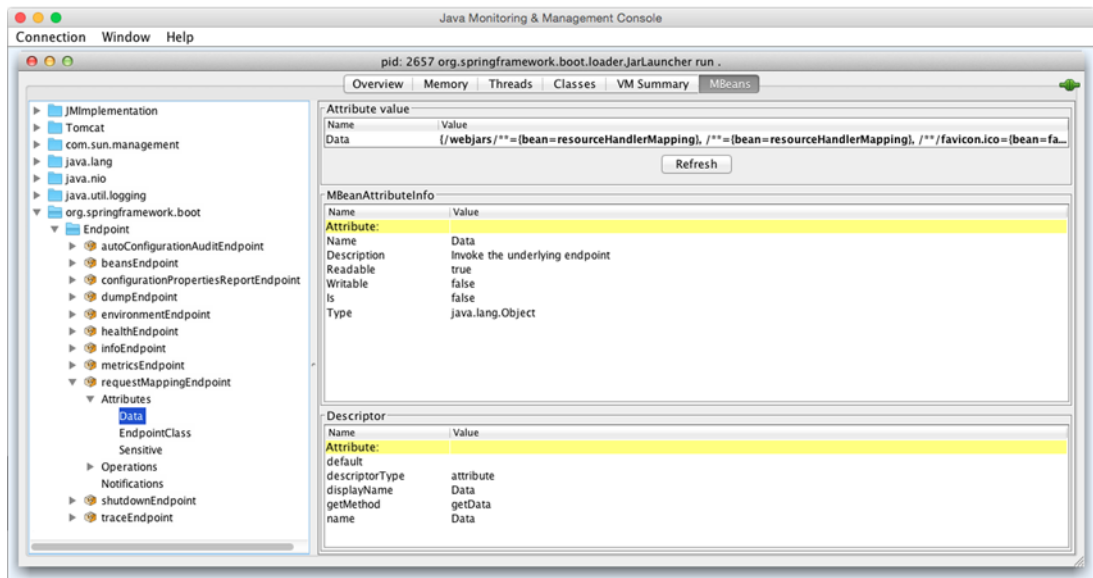 Java Monitoring & Management Console
Connection Window Help
pid: 2657 org.springframework.boot.loader.JarLauncher run .
Overview Memory Threads Classes VM Summary MBeans
JMImplementation
Tomcat
com.sun.management
java.lang
java.nio
java.util.logging
org.springframework.boot
Endpoint
autoConfigurationAuditEndpoint
beansEndpoint
configurationPropertiesReportEndpoint
dumpEndpoint
environmentEndpoint
healthEndpoint
infoEndpoint
metricsEndpoint
requestMappingEndpoint
Attributes
Data
EndpointClass
Sensitive
Operations
Notifications
shutdownEndpoint
traceEndpoint
Attribute value
Name Value
Data {/webjars/**={bean=resourceHandlerMapping}, /**={bean=resourceHandlerMapping}, /**/favicon.ico={bean=fa...
Refresh
MBeanAttributeInfo
Name Value
Attribute:
Name Data
Description Invoke the underlying endpoint
Readable true
Writable false
Is false
Type java.lang.Object
Descriptor
Name Value
Attribute:
default
descriptorType attribute
displayName Data
getMethod getData
name Data